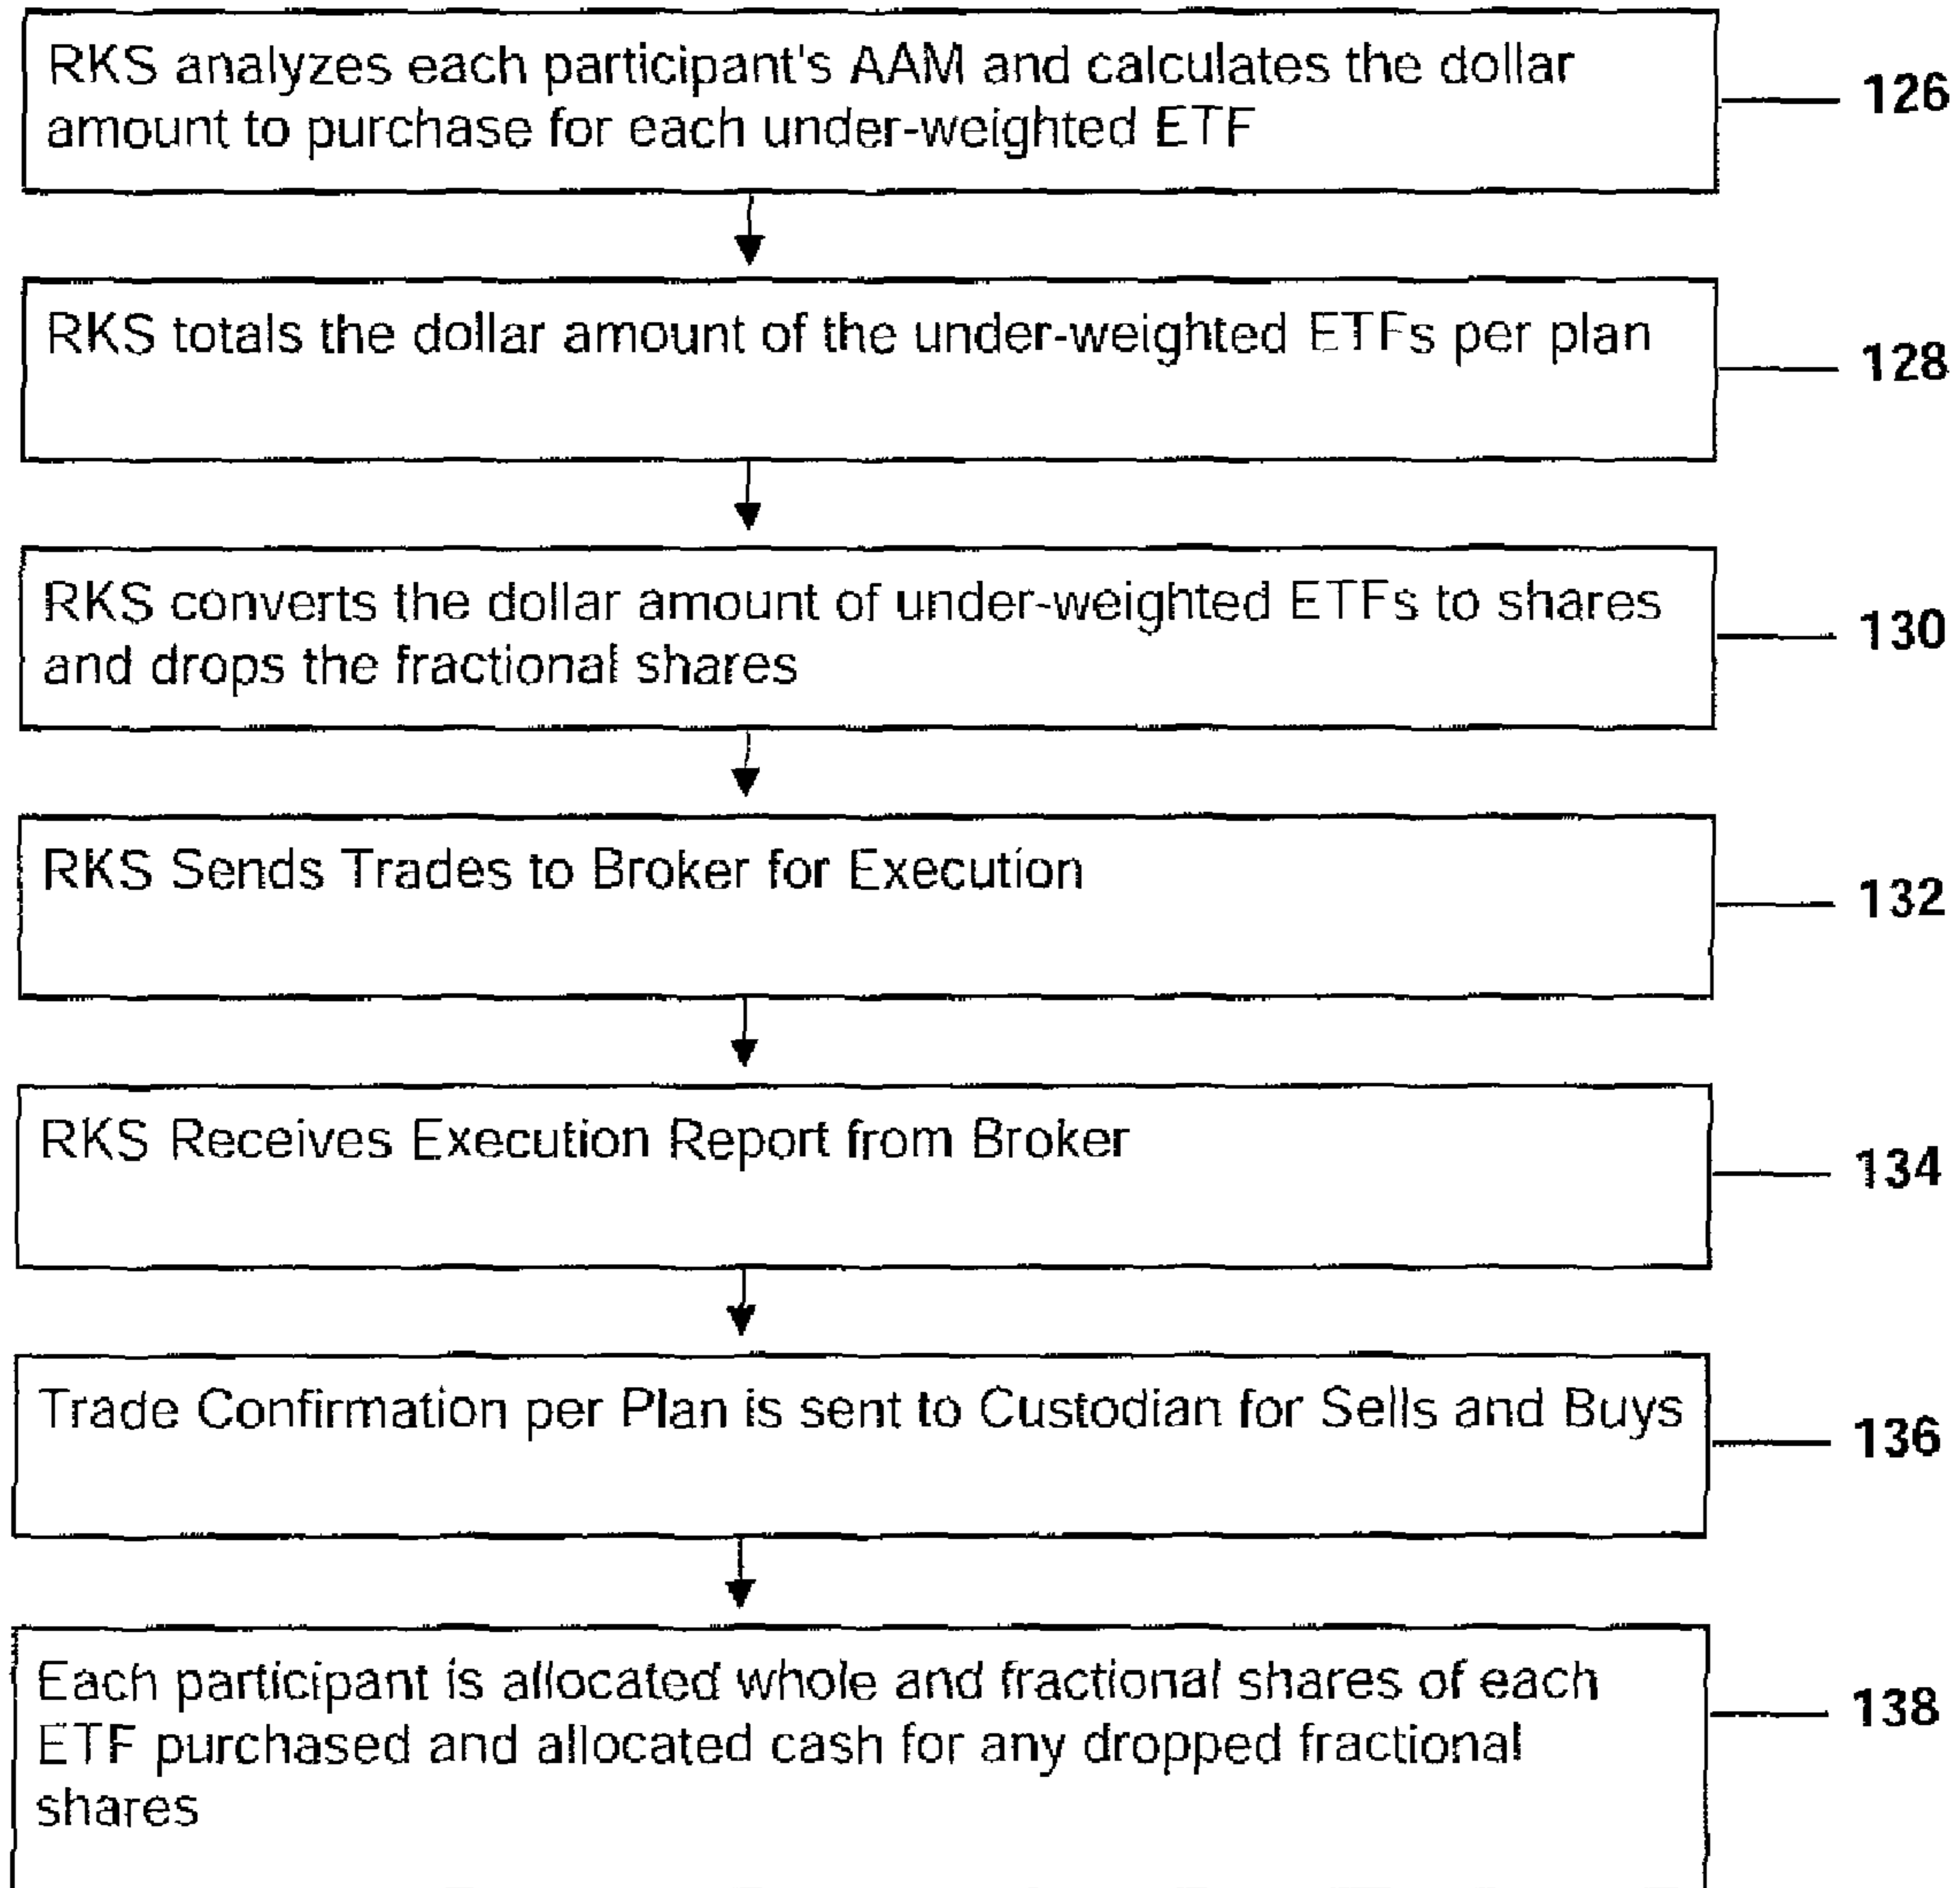 RKS analyzes each participant's AAM and calculates the dollar
amount to purchase for each under-weighted ETF
126
RKS totals the dollar amount of the under-weighted ETFs per plan
128
RKS converts the dollar amount of under-weighted ETFs to shares
and drops the fractional shares
130
RKS Sends Trades to Broker for Execution
132
RKS Receives Execution Report from Broker
134
Trade Confirmation per Plan is sent to Custodian for Sells and Buys
136
Each participant is allocated whole and fractional shares of each
ETF purchased and allocated cash for any dropped fractional
shares
138